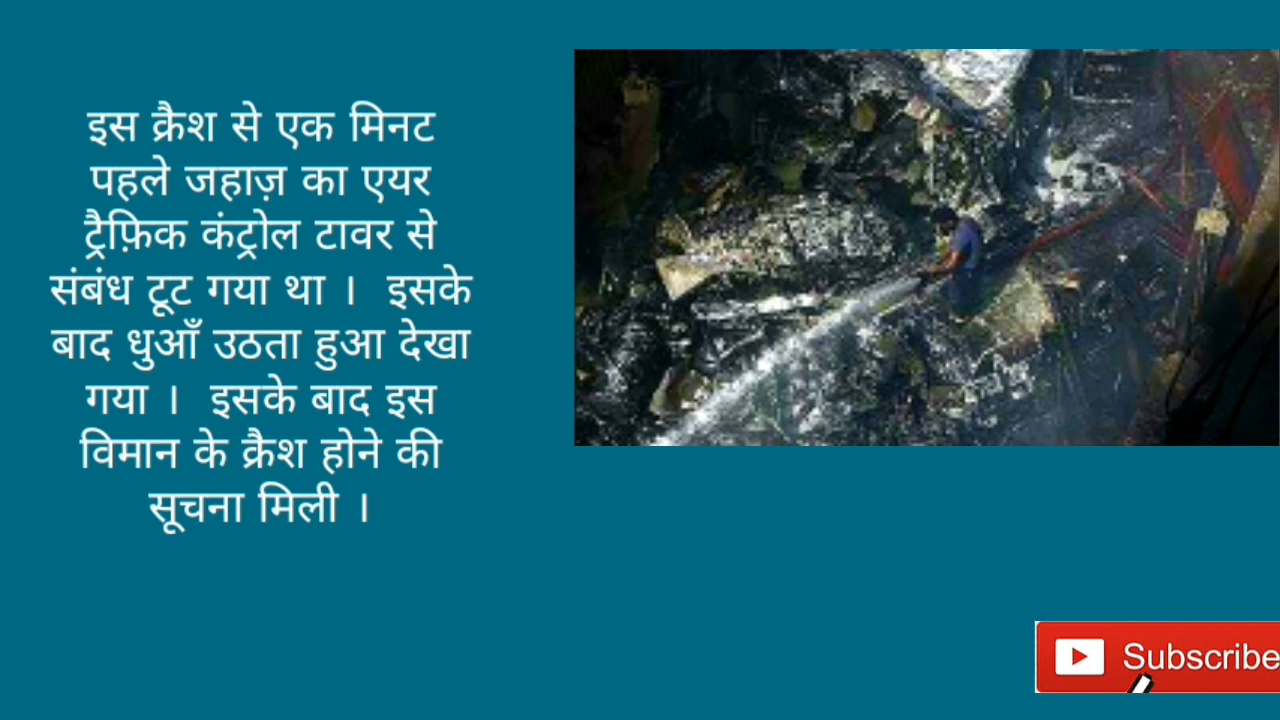 इस क्रैश से एक मिनट
पहले जहाज़ का एयर
ट्रैफ़िक कंट्रोल टावर से
संबंध टूट गया था ।  इसके
बाद धुआँ उठता हुआ देखा
गया ।  इसके बाद इस
विमान के क्रैश होने की
सूचना मिली ।
Subscribe